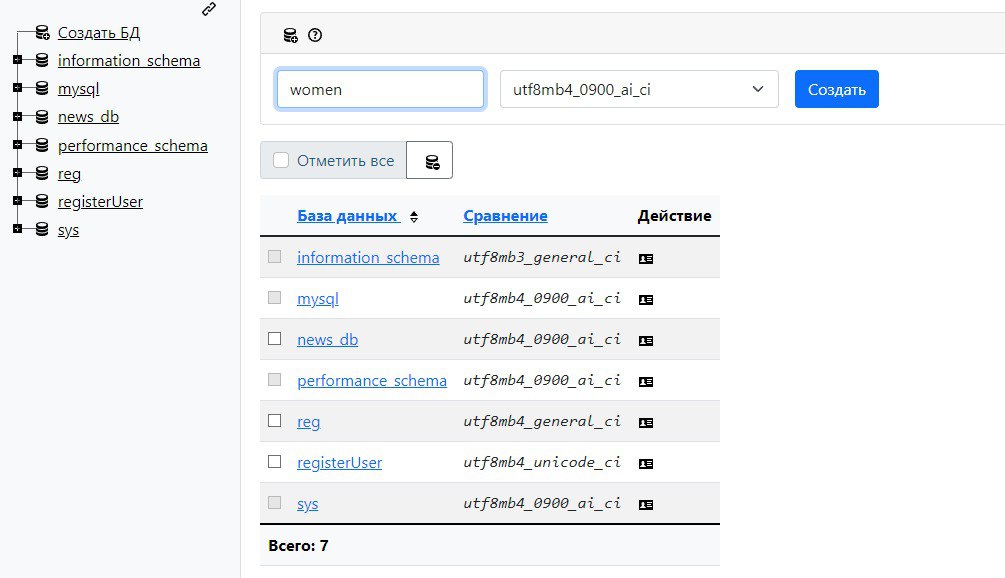 Создать БД
information_schema
mysql
news_db
performance_schema
reg
registerUser
sys
women utf8mb4_0900_ai_ci Создать
Отметить все
База данных Сравнение Действие
information_schema utf8mb3_general_ci
mysql utf8mb4_0900_ai_ci
news_db utf8mb4_0900_ai_ci
performance_schema utf8mb4_0900_ai_ci
reg utf8mb4_general_ci
registerUser utf8mb4_unicode_ci
sys utf8mb4_0900_ai_ci
Всего: 7